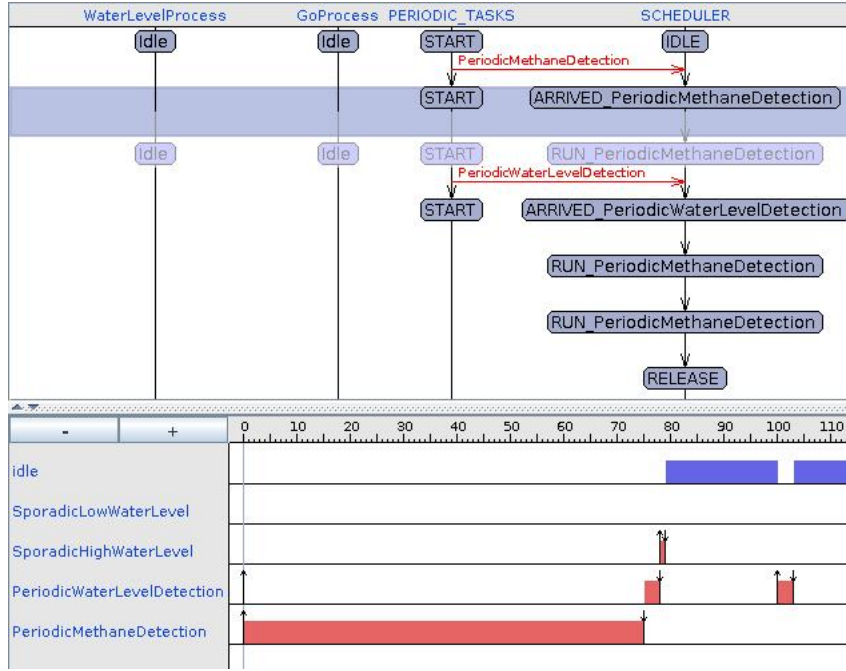 WaterLevelProcess GoProcess PERIODIC_TASKS SCHEDULER
Idle Idle START IDLE
PeriodicMethaneDetection
START ARRIVED_PeriodicMethaneDetection
Idle Idle START RUN_PeriodicMethaneDetection
PeriodicWaterLevelDetection
START ARRIVED_PeriodicWaterLevelDetection
RUN_PeriodicMethaneDetection
RUN_PeriodicMethaneDetection
RELEASE
- + 0 10 20 30 40 50 60 70 80 90 100 110
idle
SporadicLowWaterLevel
SporadicHighWaterLevel
PeriodicWaterLevelDetection
PeriodicMethaneDetection